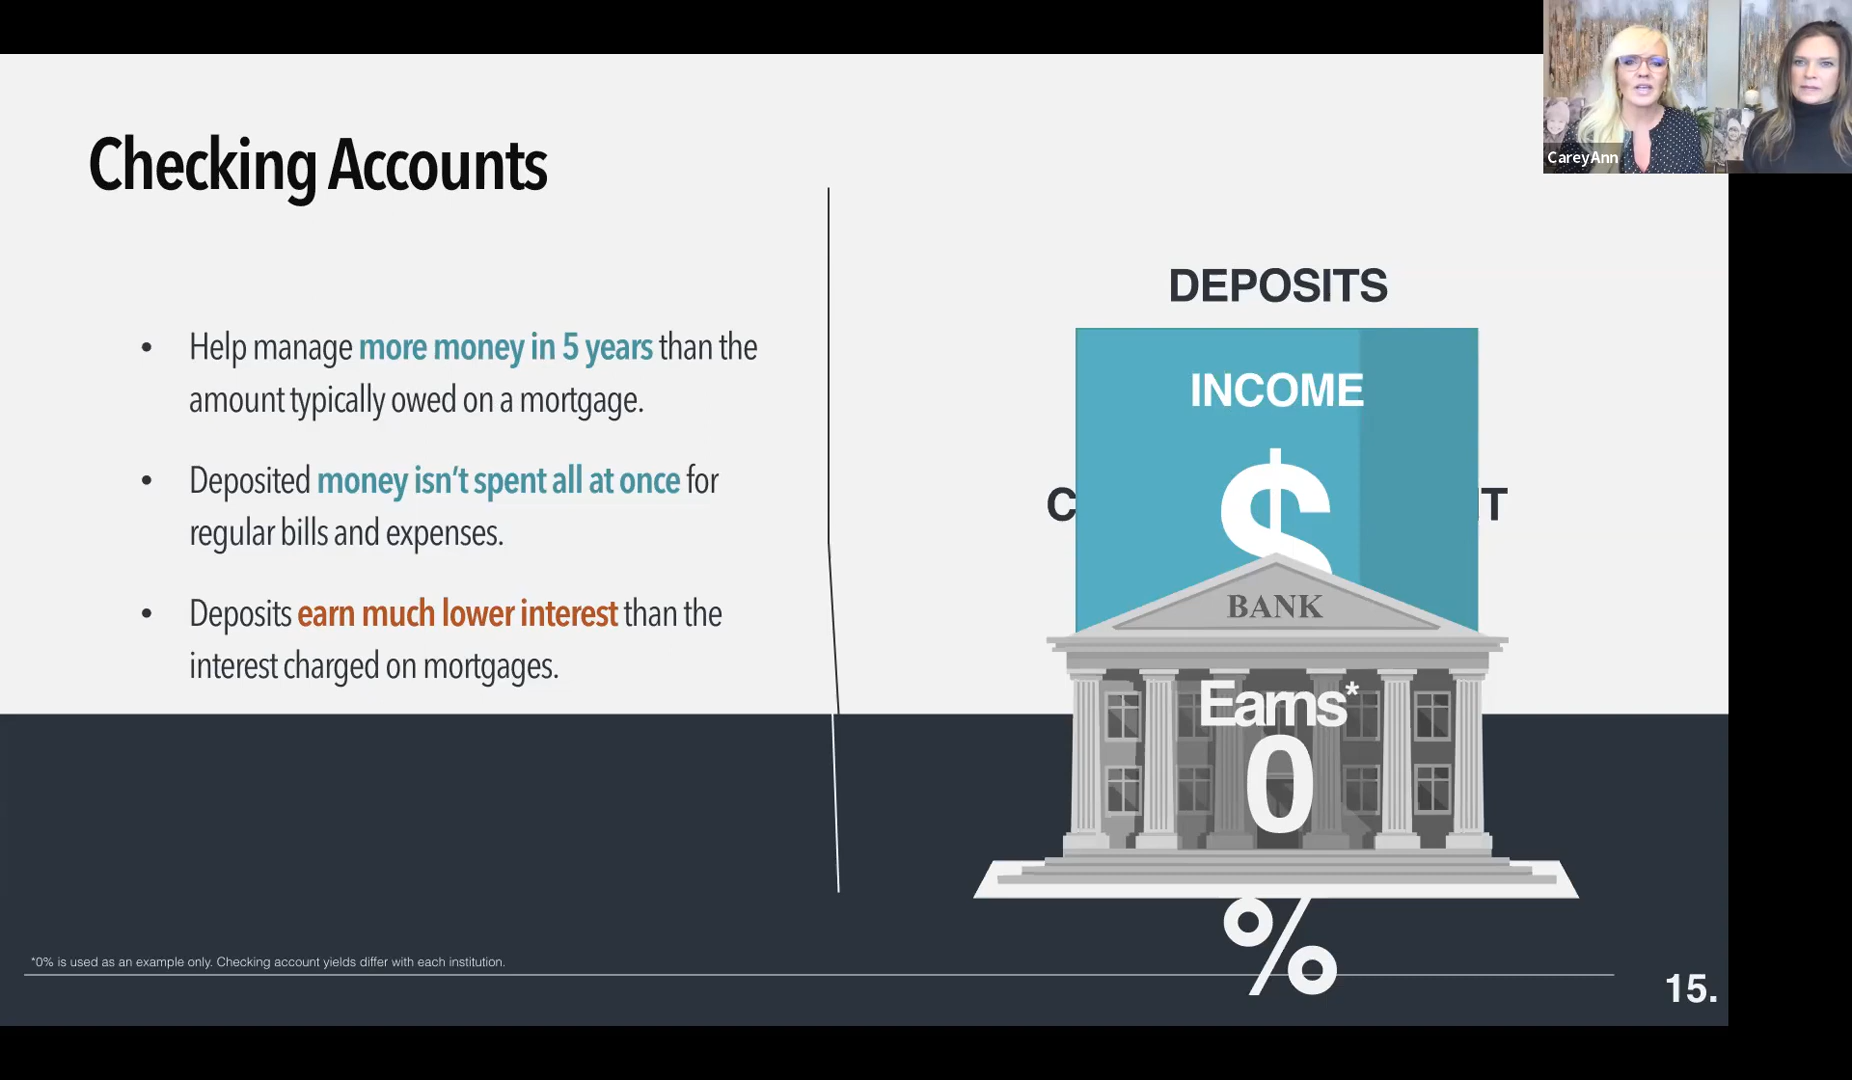 CareyAnn
Checking Accounts
• Help manage more money in 5 years than the
amount typically owed on a mortgage.
• Deposited money isn't spent all at once for
regular bills and expenses.
• Deposits earn much lower interest than the
interest charged on mortgages.
DEPOSITS
INCOME
$
BANK
Earns*
0
%
*0% is used as an example only. Checking account yields differ with each institution.
15.